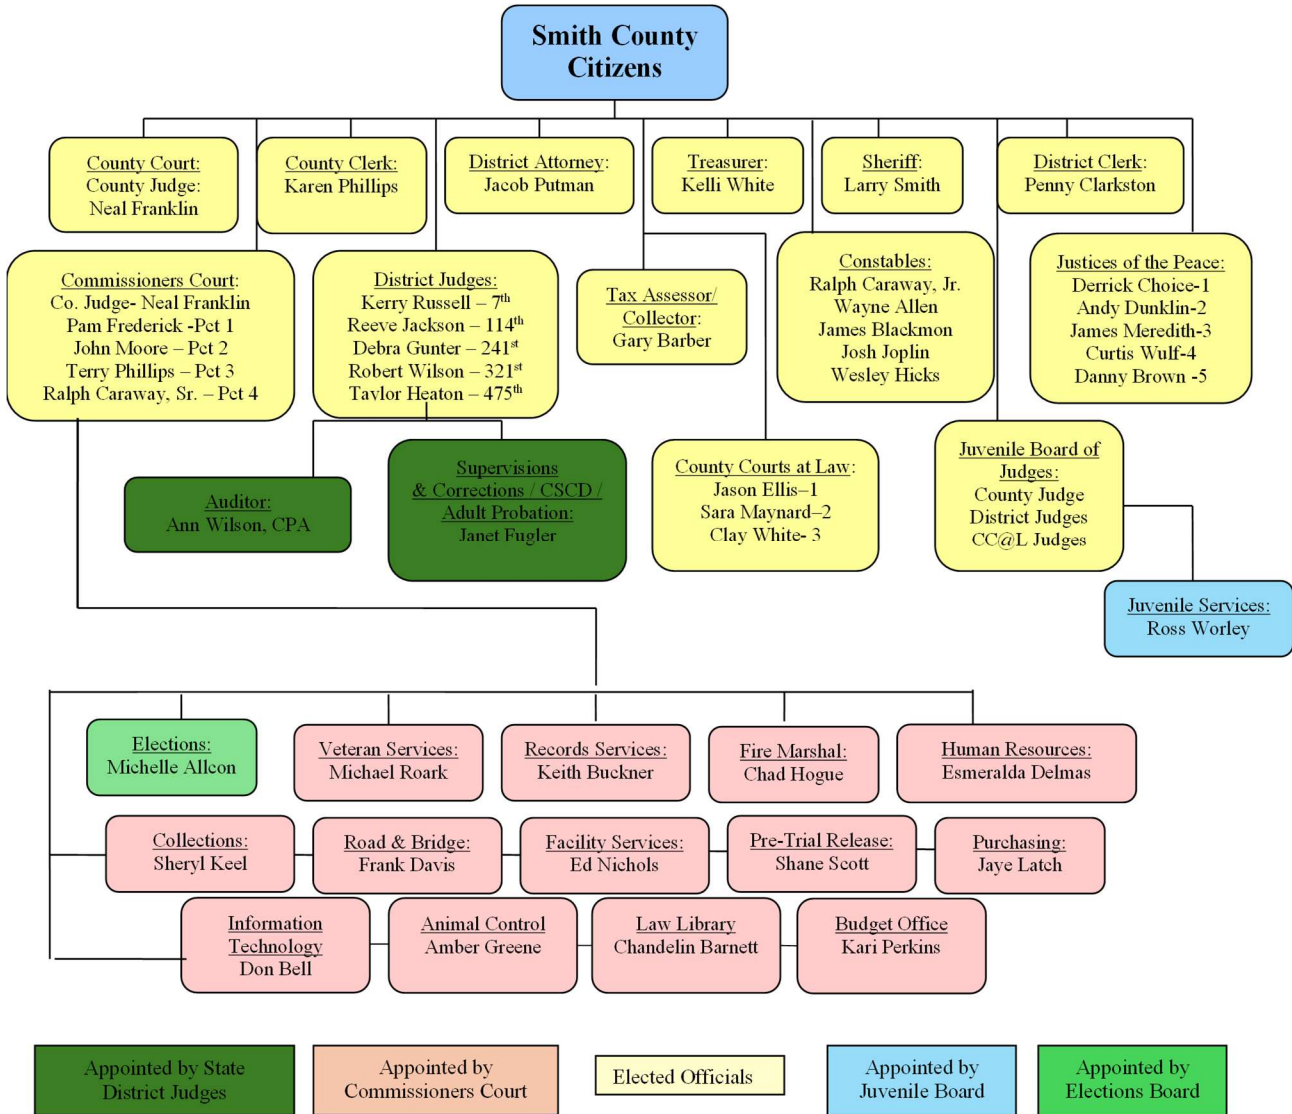 Smith County
Citizens
County Court:
County Judge:
Neal Franklin
County Clerk:
Karen Phillips
District Attorney:
Jacob Putman
Treasurer:
Kelli White
Sheriff:
Larry Smith
District Clerk:
Penny Clarkston
Commissioners Court:
Co. Judge- Neal Franklin
Pam Frederick -Pct 1
John Moore – Pct 2
Terry Phillips – Pct 3
Ralph Caraway, Sr. – Pct 4
District Judges:
Kerry Russell – 7th
Reeve Jackson – 114th
Debra Gunter – 241st
Robert Wilson – 321st
Taylor Heaton – 475th
Tax Assessor/
Collector:
Gary Barber
Constables:
Ralph Caraway, Jr.
Wayne Allen
James Blackmon
Josh Joplin
Wesley Hicks
Justices of the Peace:
Derrick Choice-1
Andy Dunklin-2
James Meredith-3
Curtis Wulf-4
Danny Brown -5
Auditor:
Ann Wilson, CPA
Supervisions
& Corrections / CSCD /
Adult Probation:
Janet Fugler
County Courts at Law:
Jason Ellis–1
Sara Maynard–2
Clay White- 3
Juvenile Board of
Judges:
County Judge
District Judges
CC@L Judges
Juvenile Services:
Ross Worley
Elections:
Michelle Allcon
Veteran Services:
Michael Roark
Records Services:
Keith Buckner
Fire Marshal:
Chad Hogue
Human Resources:
Esmeralda Delmas
Collections:
Sheryl Keel
Road & Bridge:
Frank Davis
Facility Services:
Ed Nichols
Pre-Trial Release:
Shane Scott
Purchasing:
Jaye Latch
Information
Technology
Don Bell
Animal Control
Amber Greene
Law Library
Chandelin Barnett
Budget Office
Kari Perkins
Appointed by State
District Judges
Appointed by
Commissioners Court
Elected Officials
Appointed by
Juvenile Board
Appointed by
Elections Board